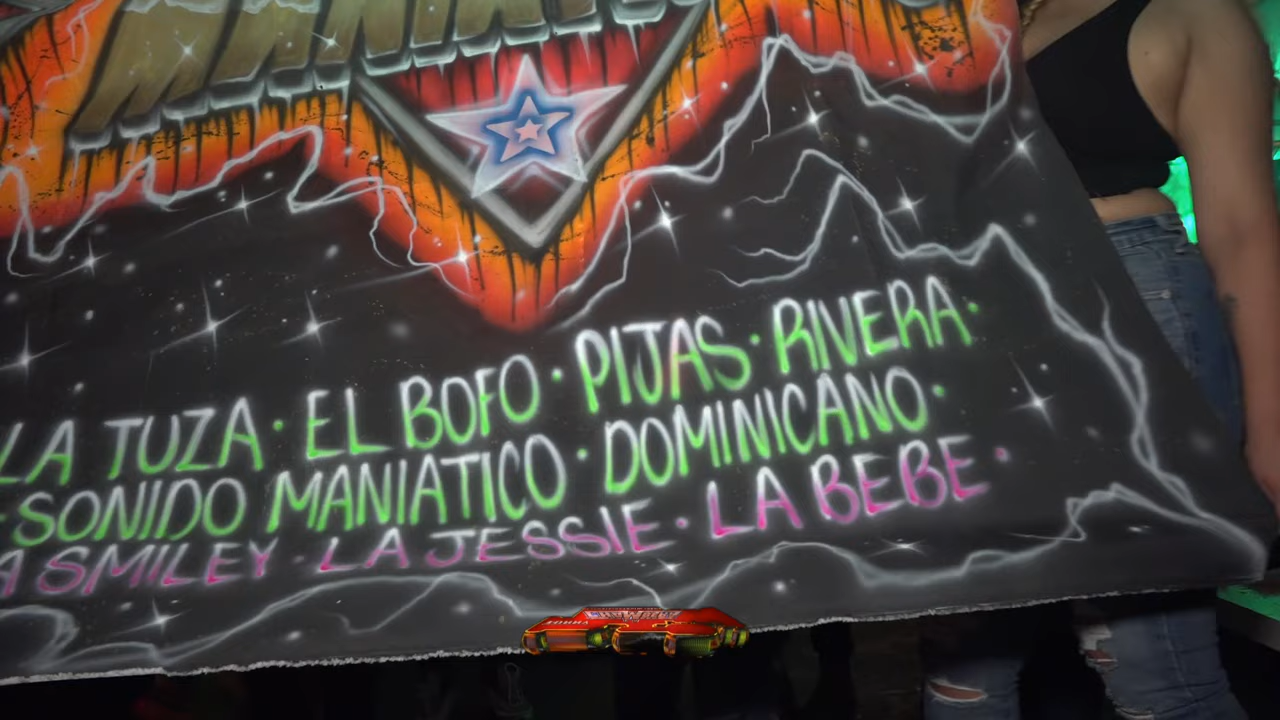 LA TUZA · EL BOFO · PIJAS · RIVERA ·
SONIDO MANIATICO · DOMINICANO ·
A SMILEY · LA JESSIE · LA BEBE ·